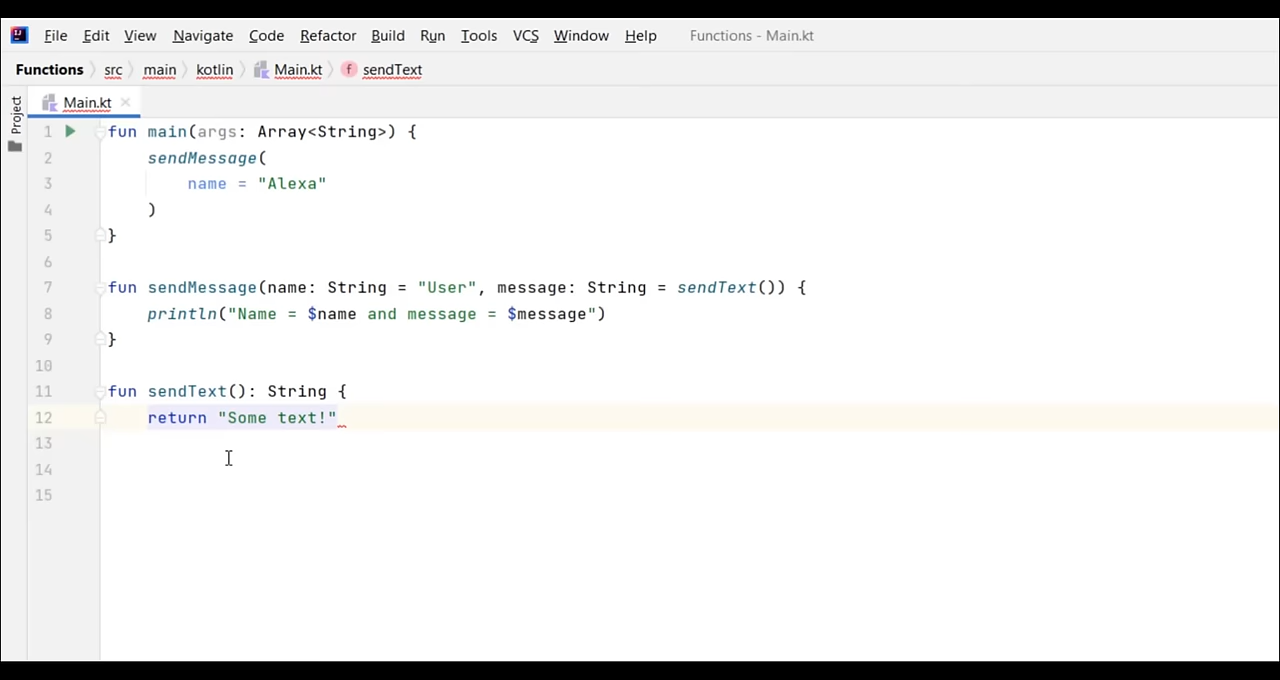 File Edit View Navigate Code Refactor Build Run Tools VCS Window Help Functions - Main.kt
Functions src main kotlin Main.kt f sendText
Main.kt
Project
1 fun main(args: Array<String>) {
2 sendMessage(
3 name = "Alexa"
4 )
5 }
6
7 fun sendMessage(name: String = "User", message: String = sendText()) {
8 println("Name = $name and message = $message")
9 }
10
11 fun sendText(): String {
12 return "Some text!"
13
14
15